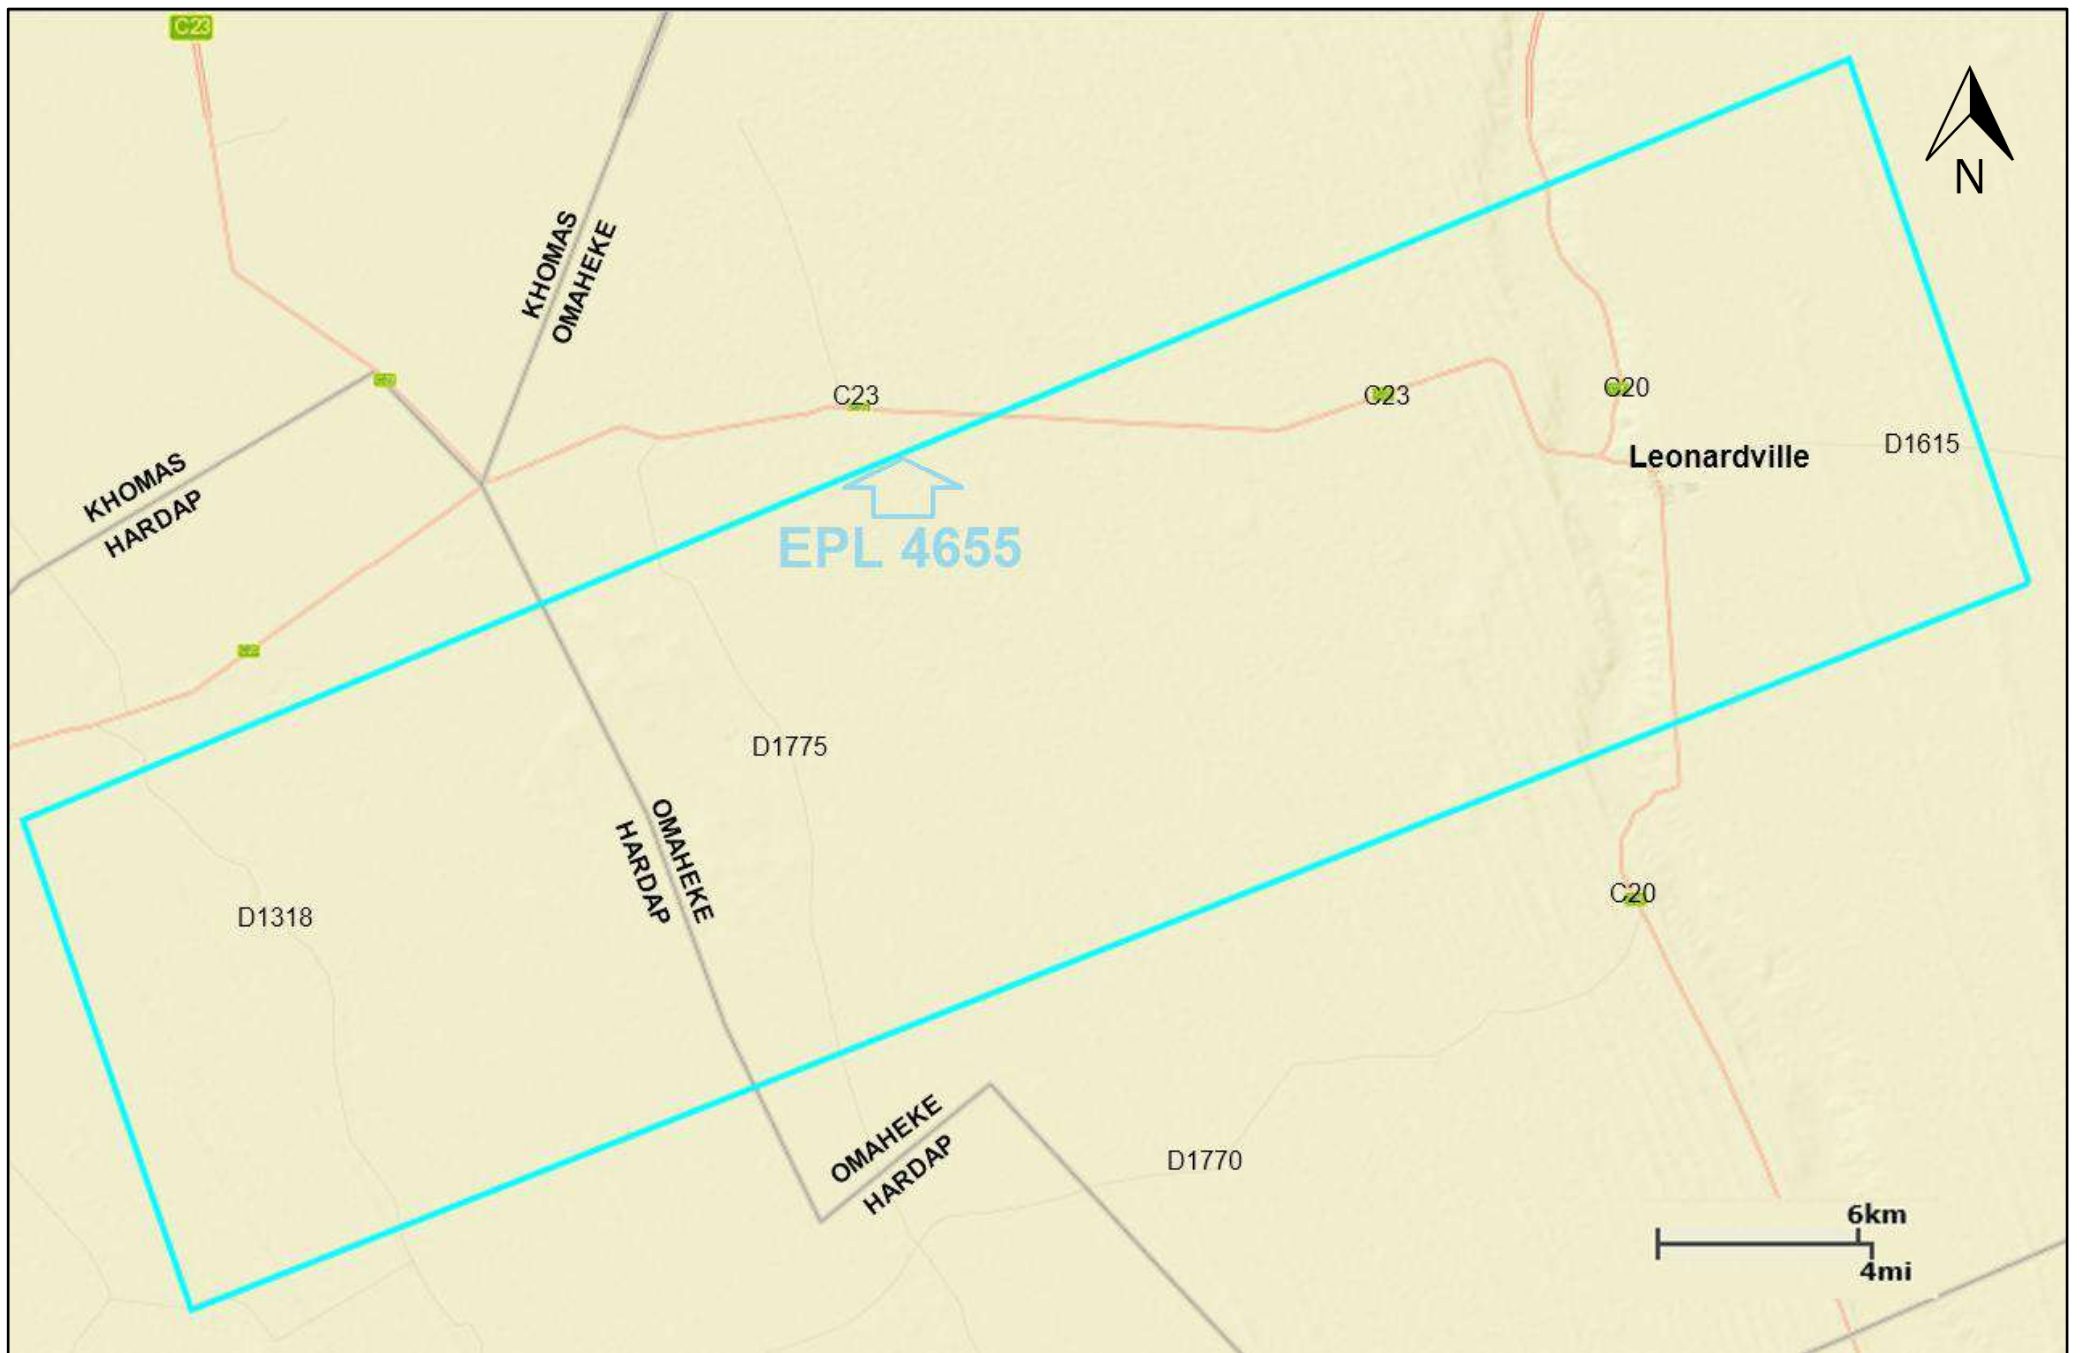 C23
N
KHOMAS
OMAHEKE
C23
C23
C20
Leonardville
D1615
KHOMAS
HARDAP
EPL 4655
D1775
OMAHEKE
HARDAP
D1318
C20
OMAHEKE
HARDAP
D1770
6km
4mi